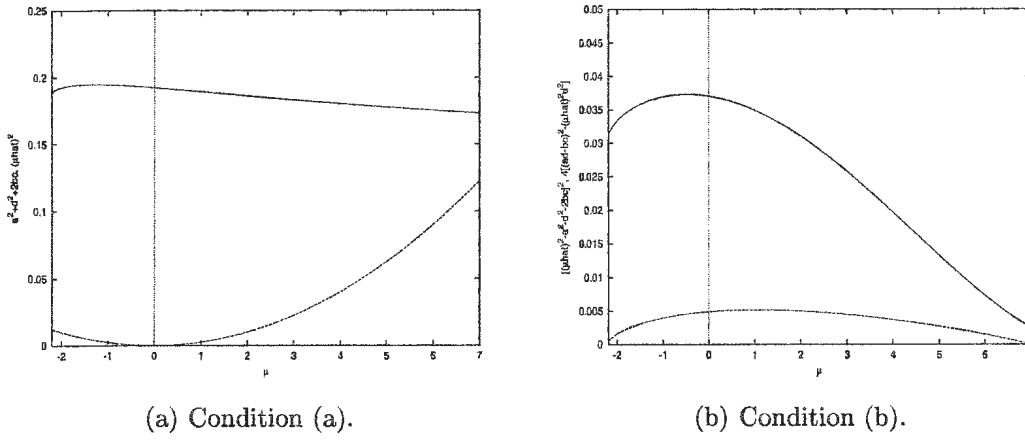 0.25
0.2
0.15
0.1
0.05
0
-2 -1 0 1 2 3 4 5 6 7
μ
a²+d²+2bc, (μhat)²
(a) Condition (a).
0.05
0.045
0.04
0.035
0.03
0.025
0.02
0.015
0.01
0.005
0
-2 -1 0 1 2 3 4 5 6
μ
[(μhat)²-a²-d²-2bc]², 4[(ad-bc)²-(μhat)²d²]
(b) Condition (b).